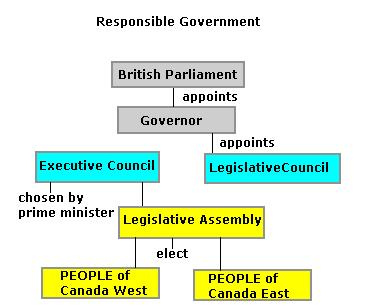 Responsible Government
British Parliament
appoints
Governor
appoints
Executive Council
LegislativeCouncil
chosen by
prime minister
Legislative Assembly
elect
PEOPLE of
Canada West
PEOPLE of
Canada East